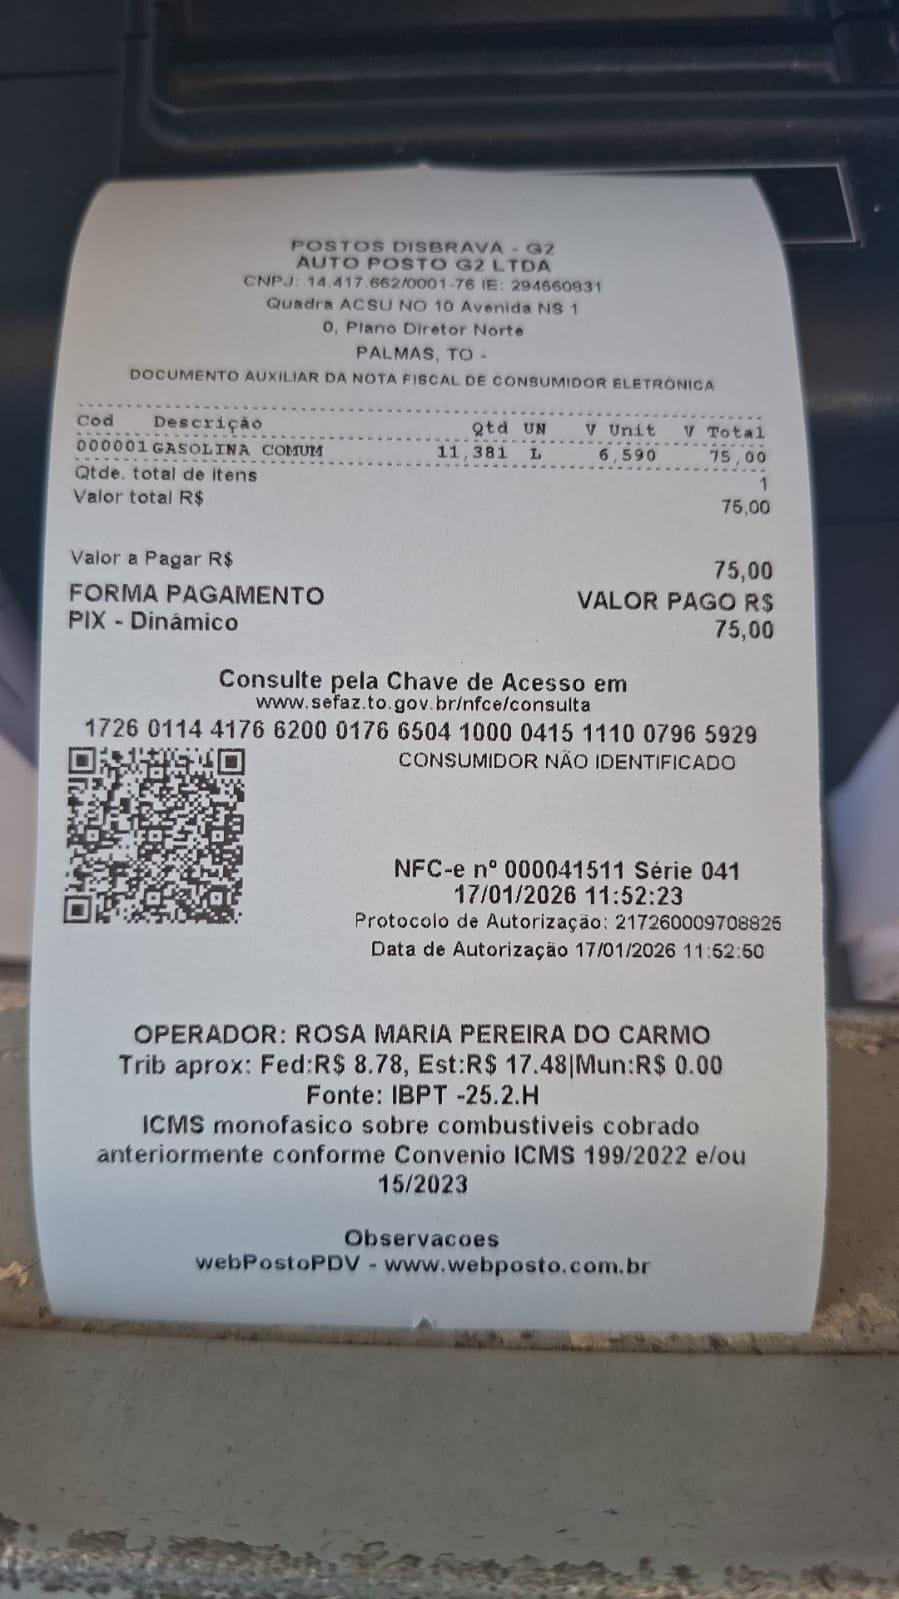 POSTOS DISBRAVA - G2
AUTO POSTO G2 LTDA
CNPJ: 14.417.662/0001-76 IE: 294660831
Quadra ACSU NO 10 Avenida NS 1
0, Plano Diretor Norte
PALMAS, TO -
DOCUMENTO AUXILIAR DA NOTA FISCAL DE CONSUMIDOR ELETRÔNICA
Cod Descrição Qtd UN V Unit V Total
000001 GASOLINA COMUM 11,381 L 6,590 75,00
Qtde. total de itens 1
Valor total R$ 75,00
Valor a Pagar R$ 75,00
FORMA PAGAMENTO VALOR PAGO R$
PIX - Dinâmico 75,00
Consulte pela Chave de Acesso em
www.sefaz.to.gov.br/nfce/consulta
1726 0114 4176 6200 0176 6504 1000 0415 1110 0796 5929
CONSUMIDOR NÃO IDENTIFICADO
NFC-e nº 000041511 Série 041
17/01/2026 11:52:23
Protocolo de Autorização: 217260009708825
Data de Autorização 17/01/2026 11:52:50
OPERADOR: ROSA MARIA PEREIRA DO CARMO
Trib aprox: Fed:R$ 8.78, Est:R$ 17.48|Mun:R$ 0.00
Fonte: IBPT -25.2.H
ICMS monofasico sobre combustiveis cobrado
anteriormente conforme Convenio ICMS 199/2022 e/ou
15/2023
Observacoes
webPostoPDV - www.webposto.com.br